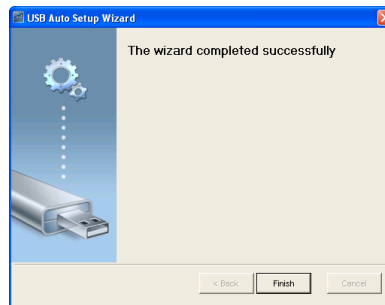 USB Auto Setup Wizard
The wizard completed successfully
< Back
Finish
Cancel